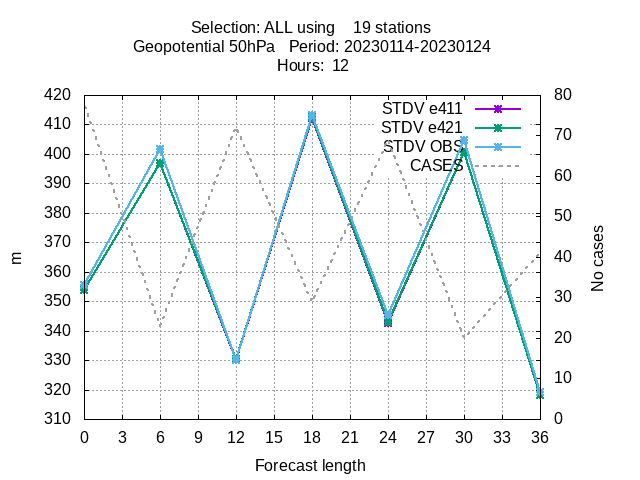 Selection: ALL using    19 stations
Geopotential 50hPa   Period: 20230114-20230124
Hours:  12
420
410
400
390
380
370
360
350
340
330
320
310
80
70
60
50
40
30
20
10
0
STDV e411
STDV e421
STDV OBS
CASES
m
No cases
0 3 6 9 12 15 18 21 24 27 30 33 36
Forecast length